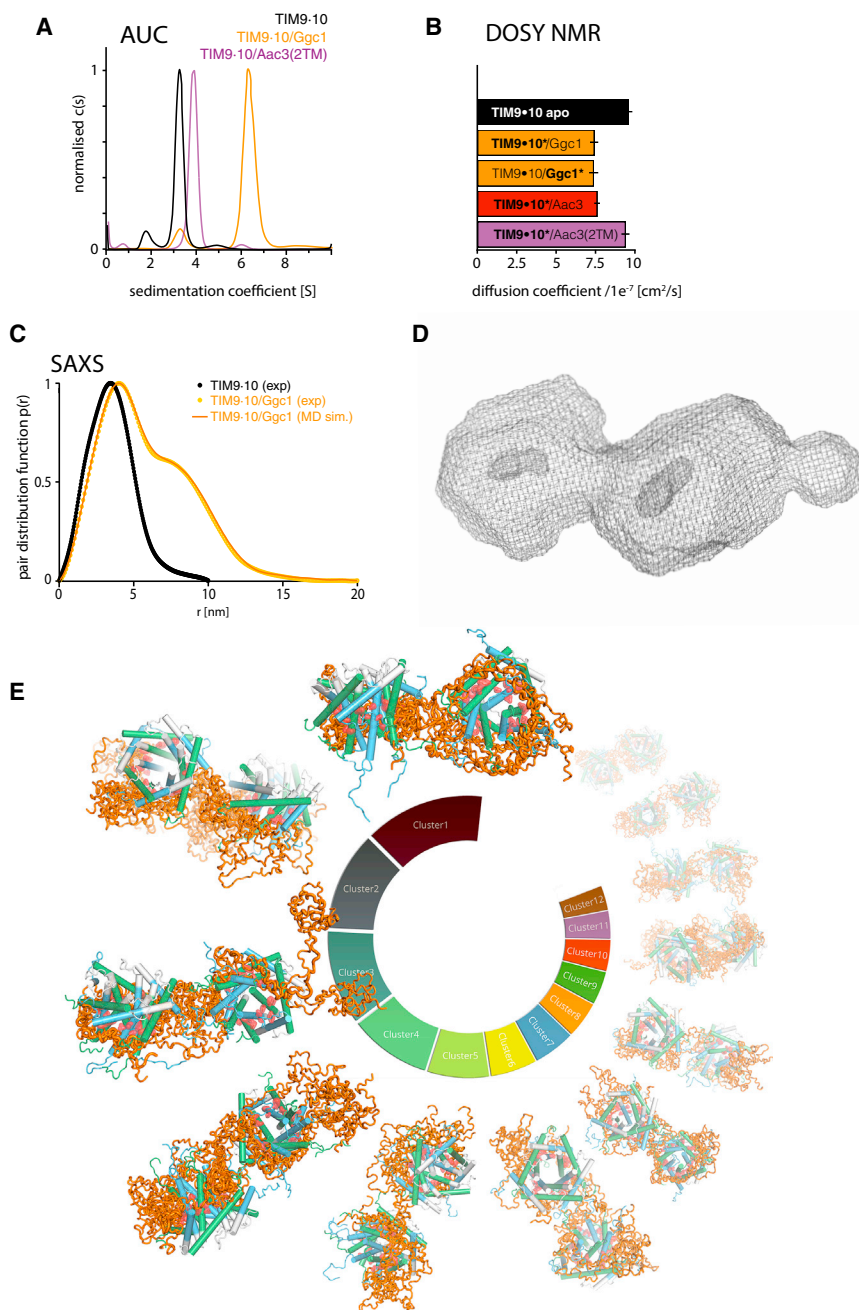 A
AUC
TIM9·10
TIM9·10/Ggc1
TIM9·10/Aac3(2TM)
normalised c(s)
1
0
0 2 4 6 8
sedimentation coefficient [S]
B
DOSY NMR
TIM9•10 apo
TIM9•10*/Ggc1
TIM9•10/Ggc1*
TIM9•10*/Aac3
TIM9•10*/Aac3(2TM)
0 2.5 5 7.5 10
diffusion coefficient /1e⁻⁷ [cm²/s]
C
SAXS
TIM9·10 (exp)
TIM9·10/Ggc1 (exp)
TIM9·10/Ggc1 (MD sim.)
pair distribution function p(r)
1
0.5
0
0 5 10 15 20
r [nm]
D
E
Cluster1
Cluster2
Cluster3
Cluster4
Cluster5
Cluster6
Cluster7
Cluster8
Cluster9
Cluster10
Cluster11
Cluster12